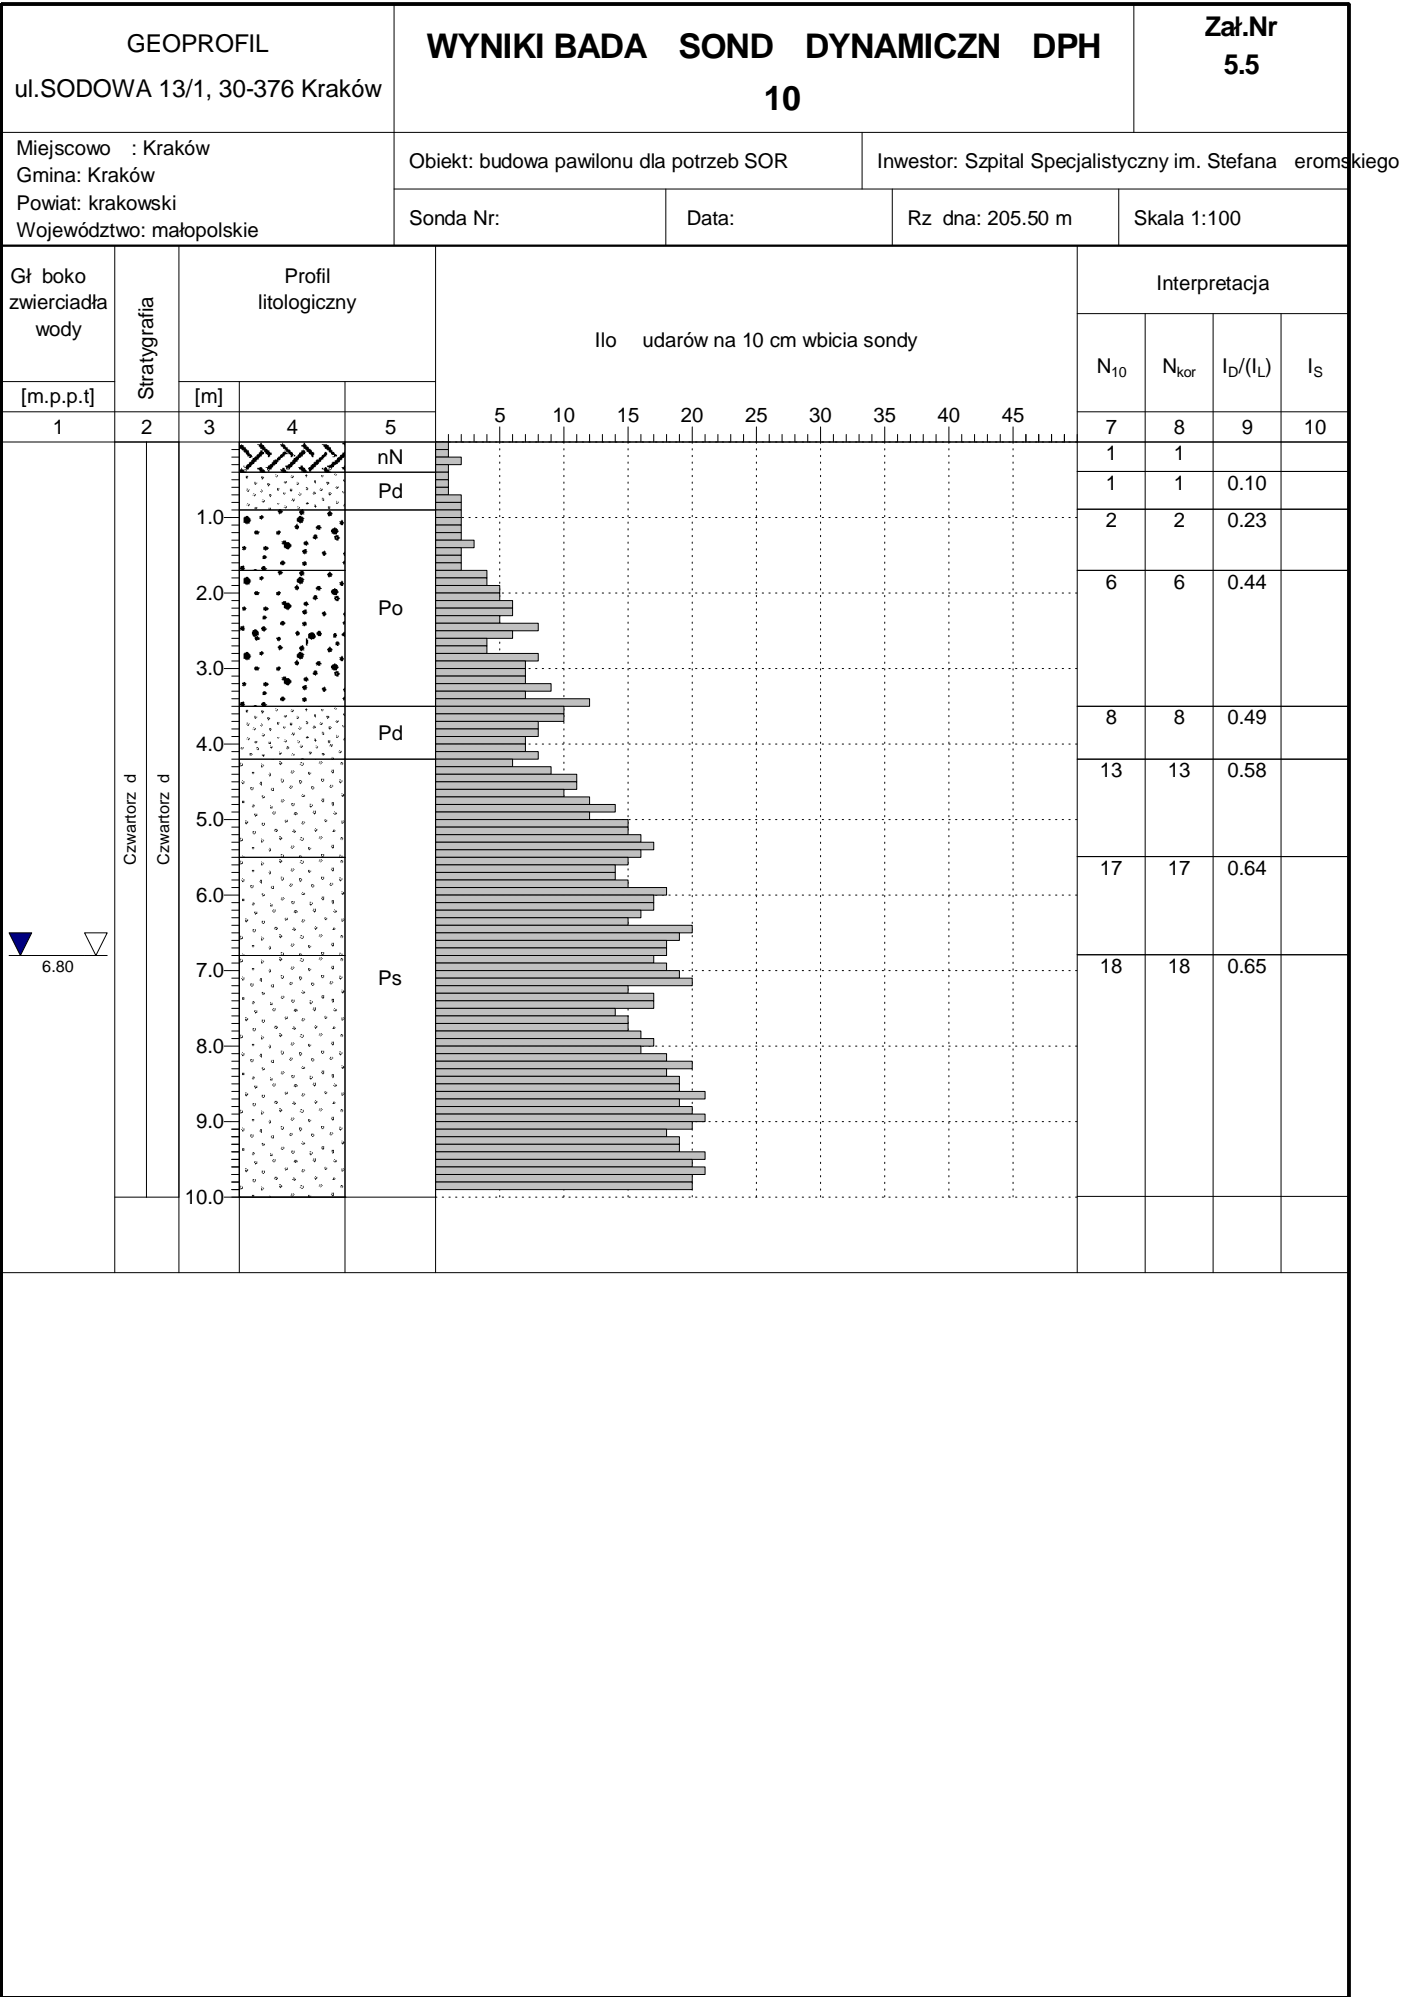 GEOPROFIL
ul.SODOWA 13/1, 30-376 Kraków
WYNIKI BADA SOND DYNAMICZN DPH
10
Zał.Nr
5.5
Miejscowo : Kraków
Gmina: Kraków
Powiat: krakowski
Województwo: małopolskie
Obiekt: budowa pawilonu dla potrzeb SOR
Inwestor: Szpital Specjalistyczny im. Stefana eromskiego
Sonda Nr:
Data:
Rz dna: 205.50 m
Skala 1:100
Gł boko
zwierciadła
wody
[m.p.p.t]
Stratygrafia
Profil
litologiczny
[m]
Ilo udarów na 10 cm wbicia sondy
Interpretacja
N10 Nkor ID/(IL) IS
5 10 15 20 25 30 35 40 45
1 2 3 4 5 7 8 9 10
nN 1 1
Pd 1 1 0.10
1.0 2 2 0.23
6 6 0.44
2.0 Po
3.0
8 8 0.49
Pd
4.0
13 13 0.58
5.0
Czwartorz d
Czwartorz d
17 17 0.64
6.0
6.80
7.0 Ps 18 18 0.65
8.0
9.0
10.0